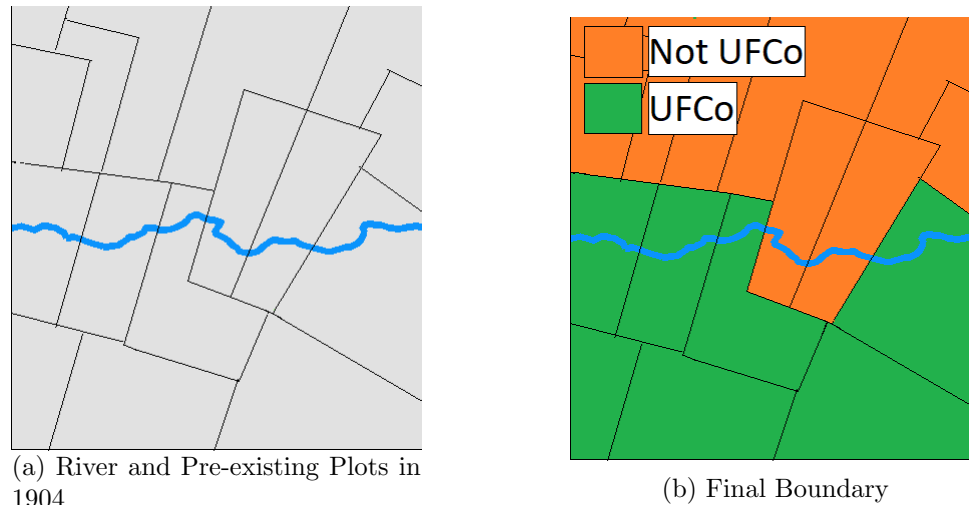 Not UFCo
UFCo
(a) River and Pre-existing Plots in
1904
(b) Final Boundary